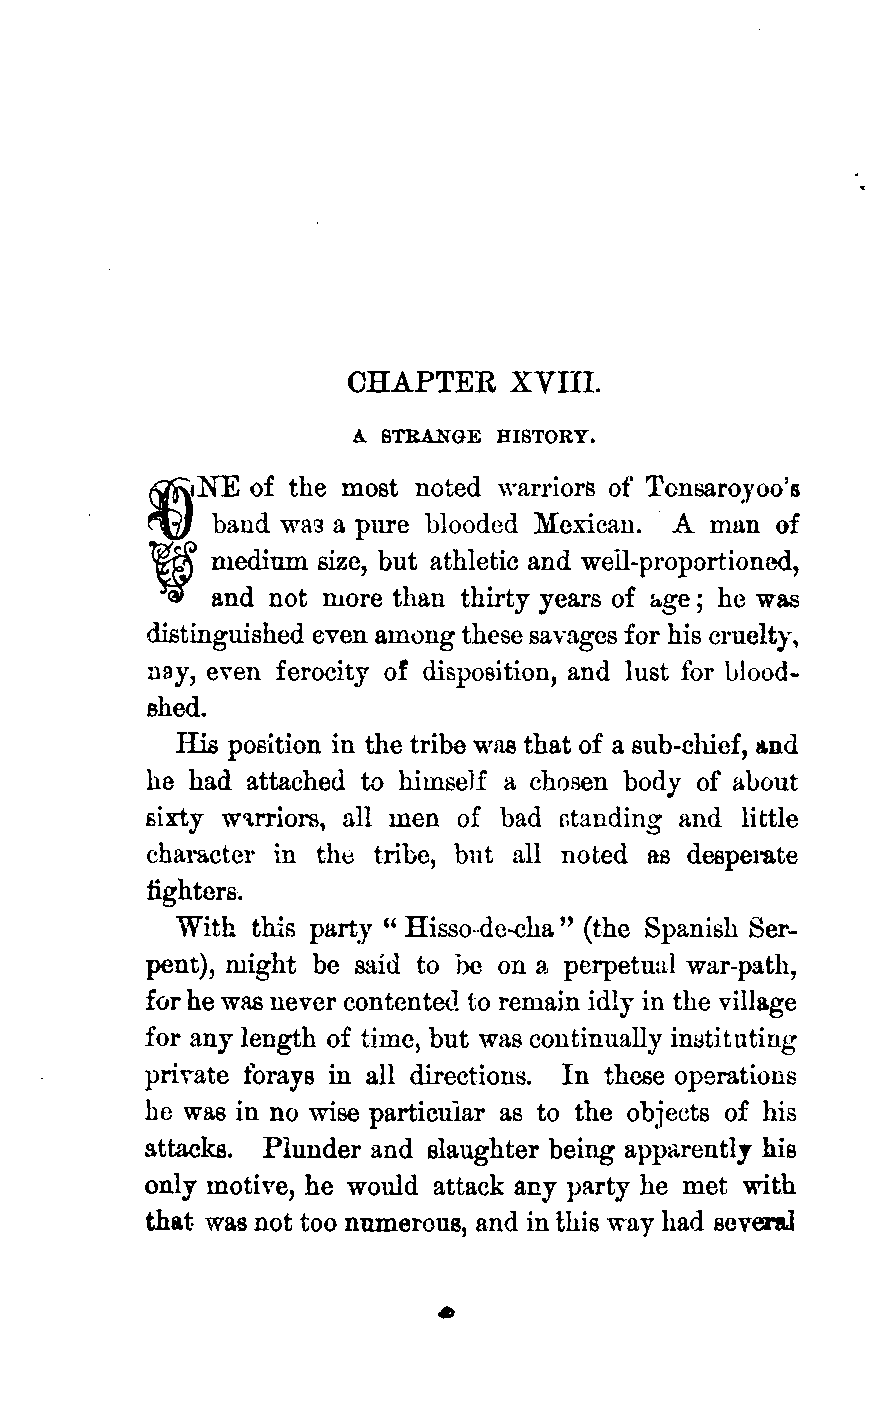 CHAPTER XVIII.
A STRANGE HISTORY.
ONE of the most noted warriors of Tonsaroyoo's
band was a pure blooded Mexican. A man of
medium size, but athletic and well-proportioned,
and not more than thirty years of age; he was
distinguished even among these savages for his cruelty,
nay, even ferocity of disposition, and lust for blood-
shed.
His position in the tribe was that of a sub-chief, and
he had attached to himself a chosen body of about
sixty warriors, all men of bad standing and little
character in the tribe, but all noted as desperate
fighters.
With this party “Hisso-de-cha” (the Spanish Ser-
pent), might be said to be on a perpetual war-path,
for he was never contented to remain idly in the village
for any length of time, but was continually instituting
private forays in all directions. In these operations
he was in no wise particular as to the objects of his
attacks. Plunder and slaughter being apparently his
only motive, he would attack any party he met with
that was not too numerous, and in this way had several